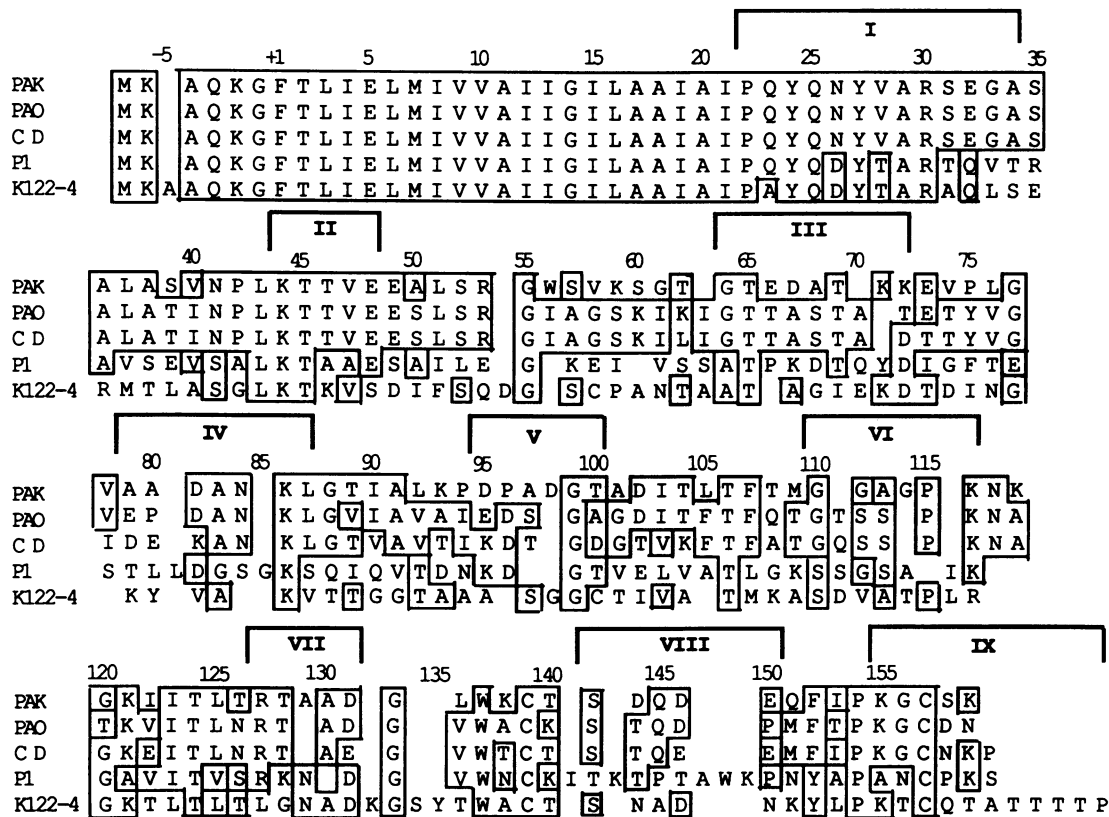 I
-5 +1 5 10 15 20 25 30 35
PAK M K A Q K G F T L I E L M I V V A I I G I L A A I A I P Q Y Q N Y V A R S E G A S
PAO M K A Q K G F T L I E L M I V V A I I G I L A A I A I P Q Y Q N Y V A R S E G A S
C D M K A Q K G F T L I E L M I V V A I I G I L A A I A I P Q Y Q N Y V A R S E G A S
P1 M K A Q K G F T L I E L M I V V A I I G I L A A I A I P Q Y Q D Y T A R T Q V T R
K122-4 M K A A Q K G F T L I E L M I V V A I I G I L A A I A I P A Y Q D Y T A R A Q L S E
II III
40 45 50 55 60 65 70 75
PAK A L A S V N P L K T T V E E A L S R G W S V K S G T G T E D A T K K E V P L G
PAO A L A T I N P L K T T V E E S L S R G I A G S K I K I G T T A S T A T E T Y V G
C D A L A T I N P L K T T V E E S L S R G I A G S K I L I G T T A S T A D T T Y V G
P1 A V S E V S A L K T A A E S A I L E G K E I V S S A T P K D T Q Y D I G F T E
K122-4 R M T L A S G L K T K V S D I F S Q D G S C P A N T A A T A G I E K D T D I N G
IV V VI
80 85 90 95 100 105 110 115
PAK V A A D A N K L G T I A L K P D P A D G T A D I T L T F T M G G A G P K N K
PAO V E P D A N K L G V I A V A I E D S G A G D I T F T F Q T G T S S P K N A
C D I D E K A N K L G T V A V T I K D T G D G T V K F T F A T G Q S S P K N A
P1 S T L L D G S G K S Q I Q V T D N K D G T V E L V A T L G K S S G S A I K
K122-4 K Y V A K V T T G G T A A A S G G C T I V A T M K A S D V A T P L R
VII VIII IX
120 125 130 135 140 145 150 155
PAK G K I I T L T R T A A D G L W K C T S D Q D E Q F I P K G C S K
PAO T K V I T L N R T A D G V W A C K S T Q D P M F T P K G C D N
C D G K E I T L N R T A E G V W T C T S T Q E E M F I P K G C N K P
P1 G A V I T V S R K N D G V W N C K I T K T P T A W K P N Y A P A N C P K S
K122-4 G K T L T L T L G N A D K G S Y T W A C T S N A D N K Y L P K T C Q T A T T T T P